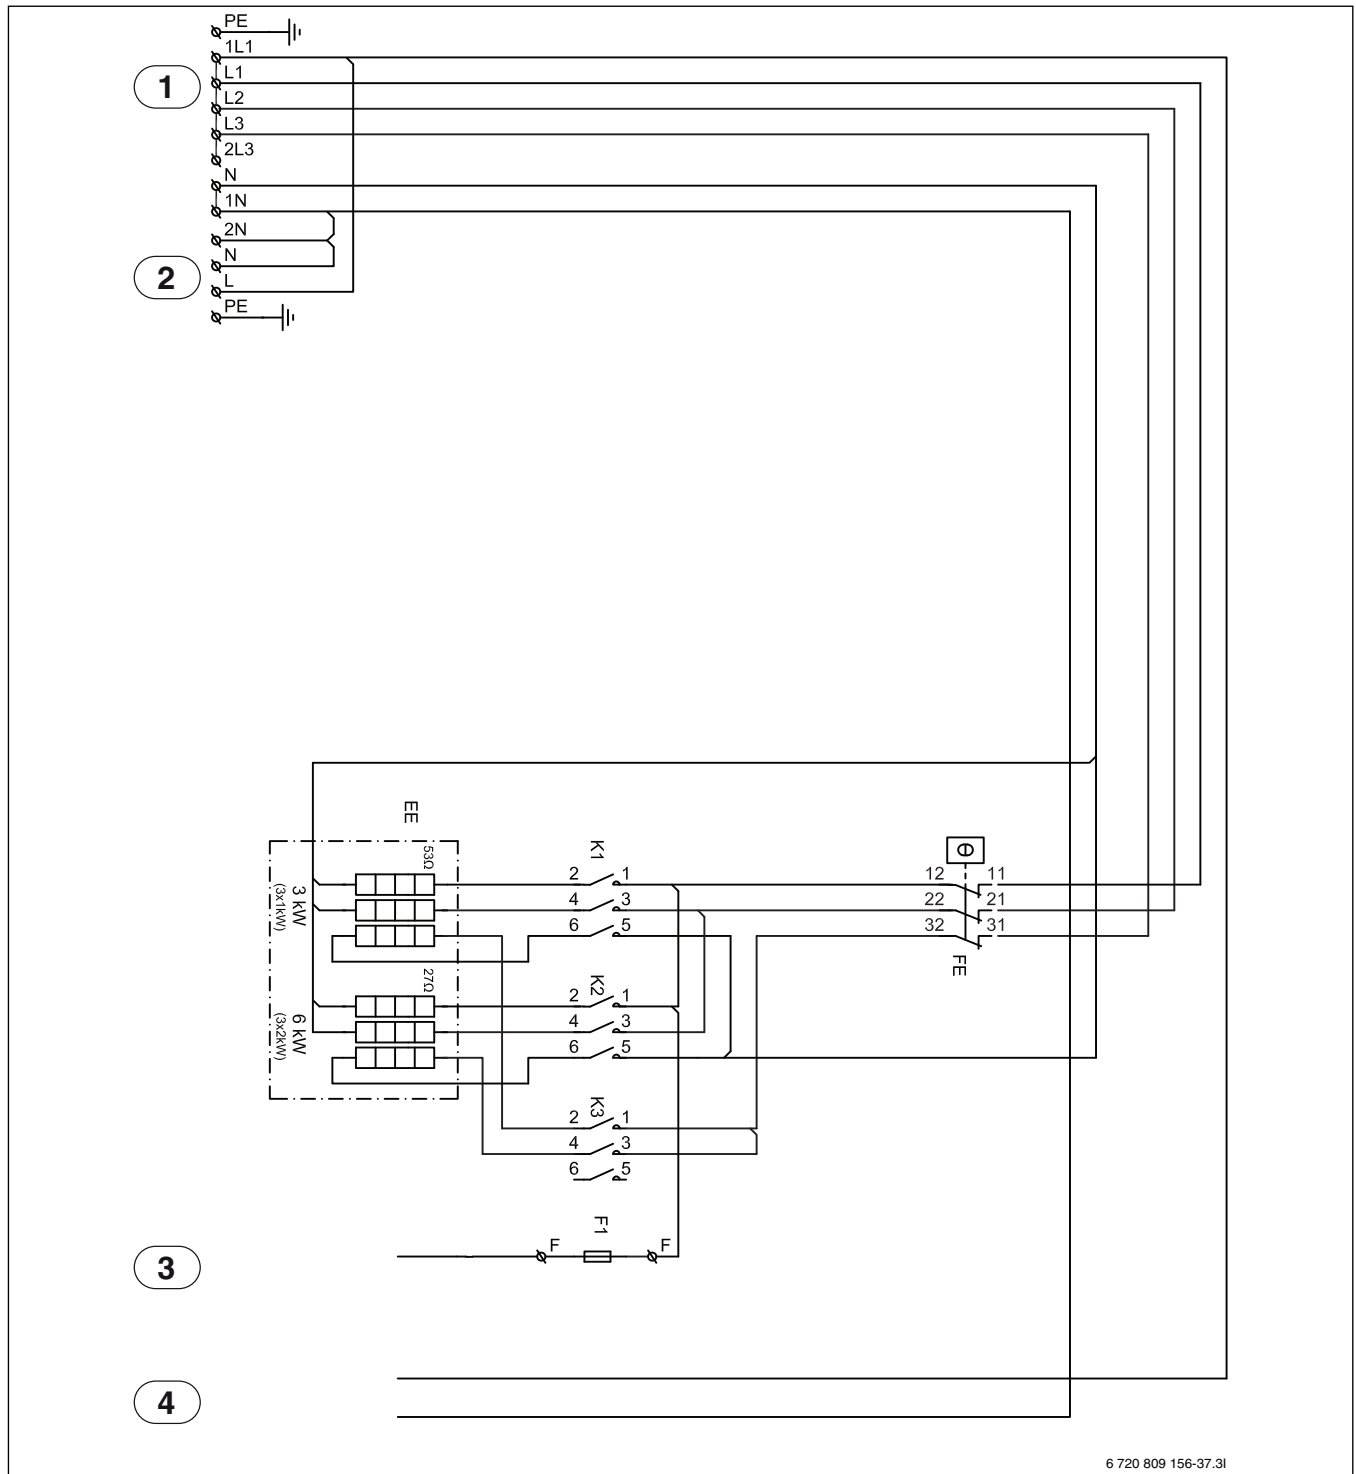 PE
1L1
1
L1
L2
L3
2L3
N
1N
2N
N
2
L
PE
EE
53Ω
3 kW
(3x1kW)
27Ω
6 kW
(3x2kW)
K1
2 1
4 3
6 5
K2
2 1
4 3
6 5
K3
2 1
4 3
6 5
θ
12 11
22 21
32 31
FE
F1
F F
3
4
6 720 809 156-37.3I